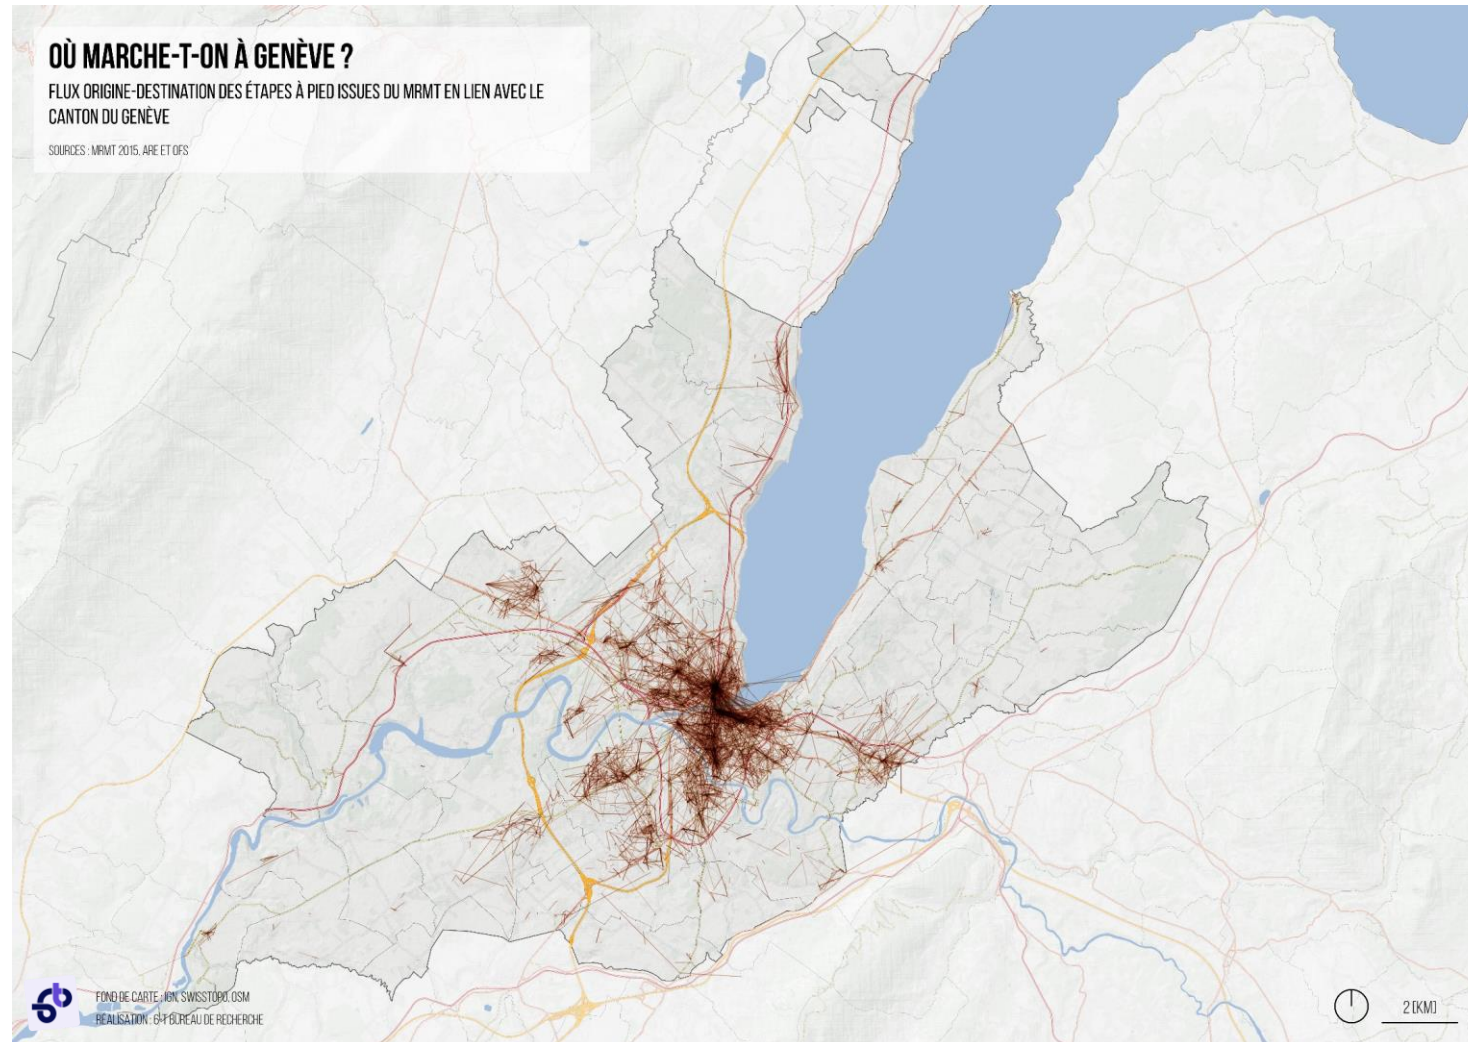 OÙ MARCHE-T-ON À GENÈVE ?
FLUX ORIGINE-DESTINATION DES ÉTAPES À PIED ISSUES DU MRMT EN LIEN AVEC LE
CANTON DU GENÈVE
SOURCES : MRMT 2015, ARE ET OFS
FOND DE CARTE : IGN, SWISSTOPO, OSM
RÉALISATION : 6-T BUREAU DE RECHERCHE
2 [KM]